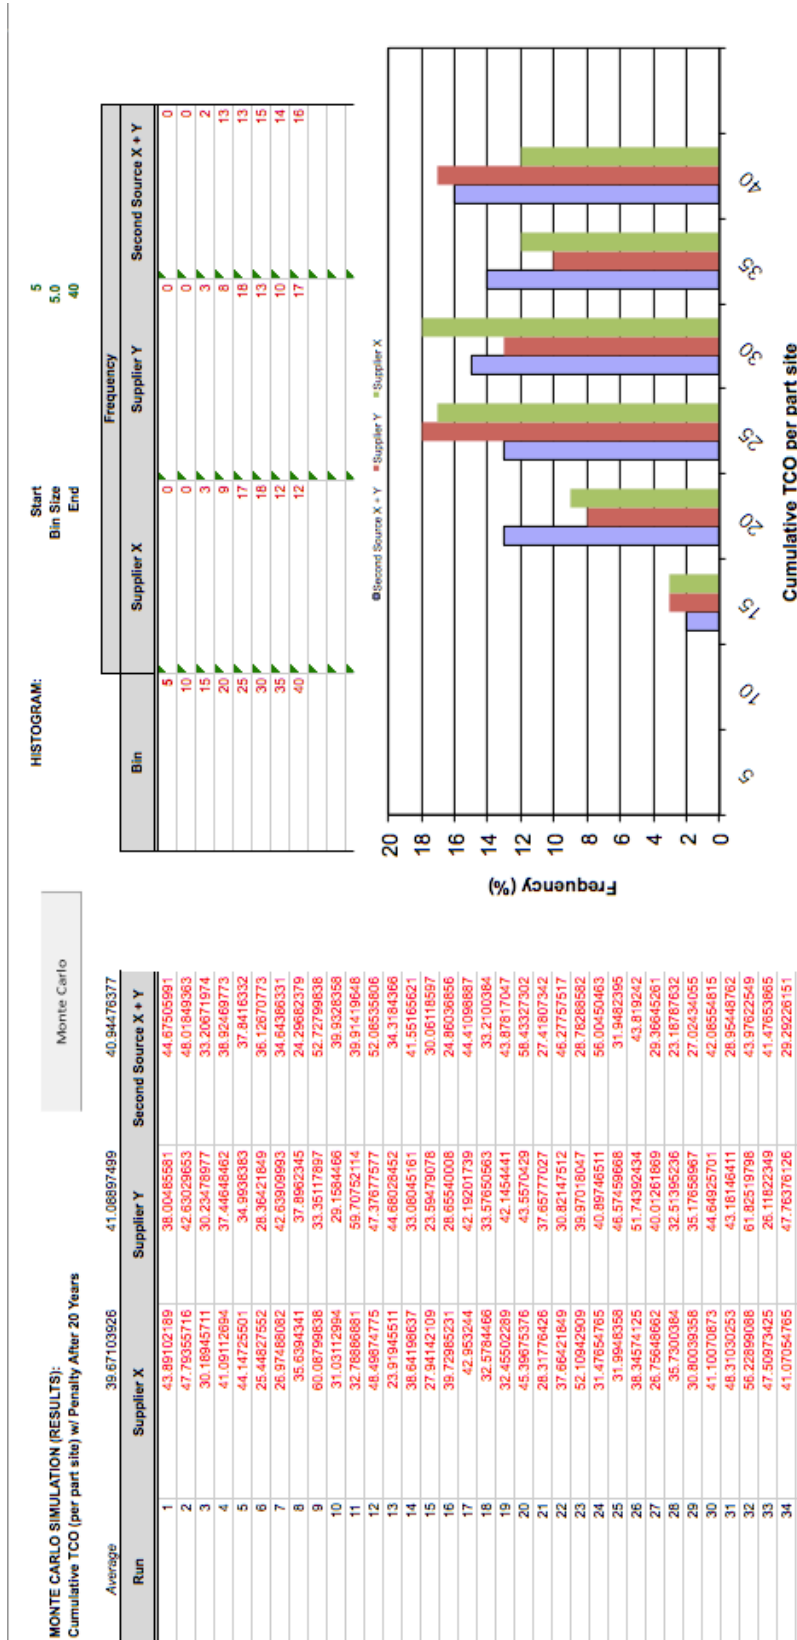 MONTE CARLO SIMULATION (RESULTS):
Cumulative TCO (per part site) w/ Penalty After 20 Years
Monte Carlo
Average 39.67103926 41.08897499 40.94476377
Run Supplier X Supplier Y Second Source X + Y
1 43.89102189 38.00485581 44.67505991
2 47.79355716 42.63029653 48.01849363
3 30.18945711 30.23478977 33.20671974
4 41.09112694 37.44648462 38.92469773
5 44.14725501 34.9938383 37.8416332
6 25.44827552 28.36421849 36.12670773
7 26.97488082 42.63909993 34.64386331
8 35.6394341 37.8962345 24.29682379
9 60.08799838 33.35117897 52.72799838
10 31.03112994 29.1584466 39.9328358
11 32.78886881 59.70752114 39.91419648
12 48.49874775 47.37677577 52.08535806
13 23.91945511 44.68028452 34.3184366
14 38.64198637 33.08045161 41.55165621
15 27.94142109 23.59479078 30.06118597
16 39.72985231 28.65540008 24.86036856
17 42.953244 42.19201739 44.41098887
18 32.5784466 33.57650563 33.2100384
19 32.45502289 42.1454441 43.87817047
20 45.39675376 43.5570429 58.43327302
21 28.31776426 37.65777027 27.41807342
22 37.66421849 30.82147512 46.27757517
23 52.10942909 39.97018047 28.78288582
24 31.47654765 40.89746511 56.00450463
25 31.9948358 46.57459668 31.9482395
26 38.34574125 51.74392434 43.819242
27 26.75648662 40.01261869 29.36645261
28 35.7300384 32.51395236 23.18787632
29 30.80039358 35.17658967 27.02434055
30 41.10070873 44.64925701 42.08554815
31 48.31030253 43.18146411 28.95448762
32 56.22899088 61.82519798 43.97622549
33 47.50973425 26.11822349 41.47653865
34 41.07054765 47.76376126 29.29226151
HISTOGRAM:
Start 5
Bin Size 5.0
End 40
Frequency
Bin Supplier X Supplier Y Second Source X + Y
5 0 0 0
10 0 0 0
15 3 3 2
20 9 8 13
25 17 18 13
30 18 13 15
35 12 10 14
40 12 17 16
Second Source X + Y Supplier Y Supplier X
20
18
16
14
12
10
8
6
4
2
0
Frequency (%)
5 10 15 20 25 30 35 40
Cumulative TCO per part site